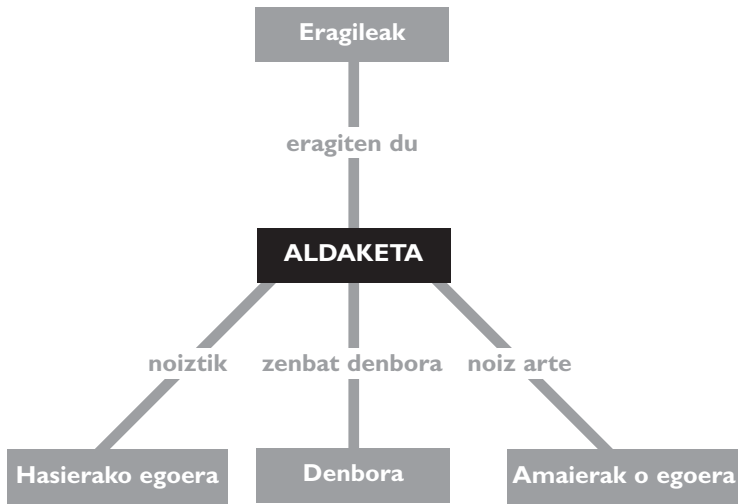 Eragileak
eragiten du
ALDAKETA
noiztik zenbat denbora noiz arte
Hasierako egoera Denbora Amaierak o egoera